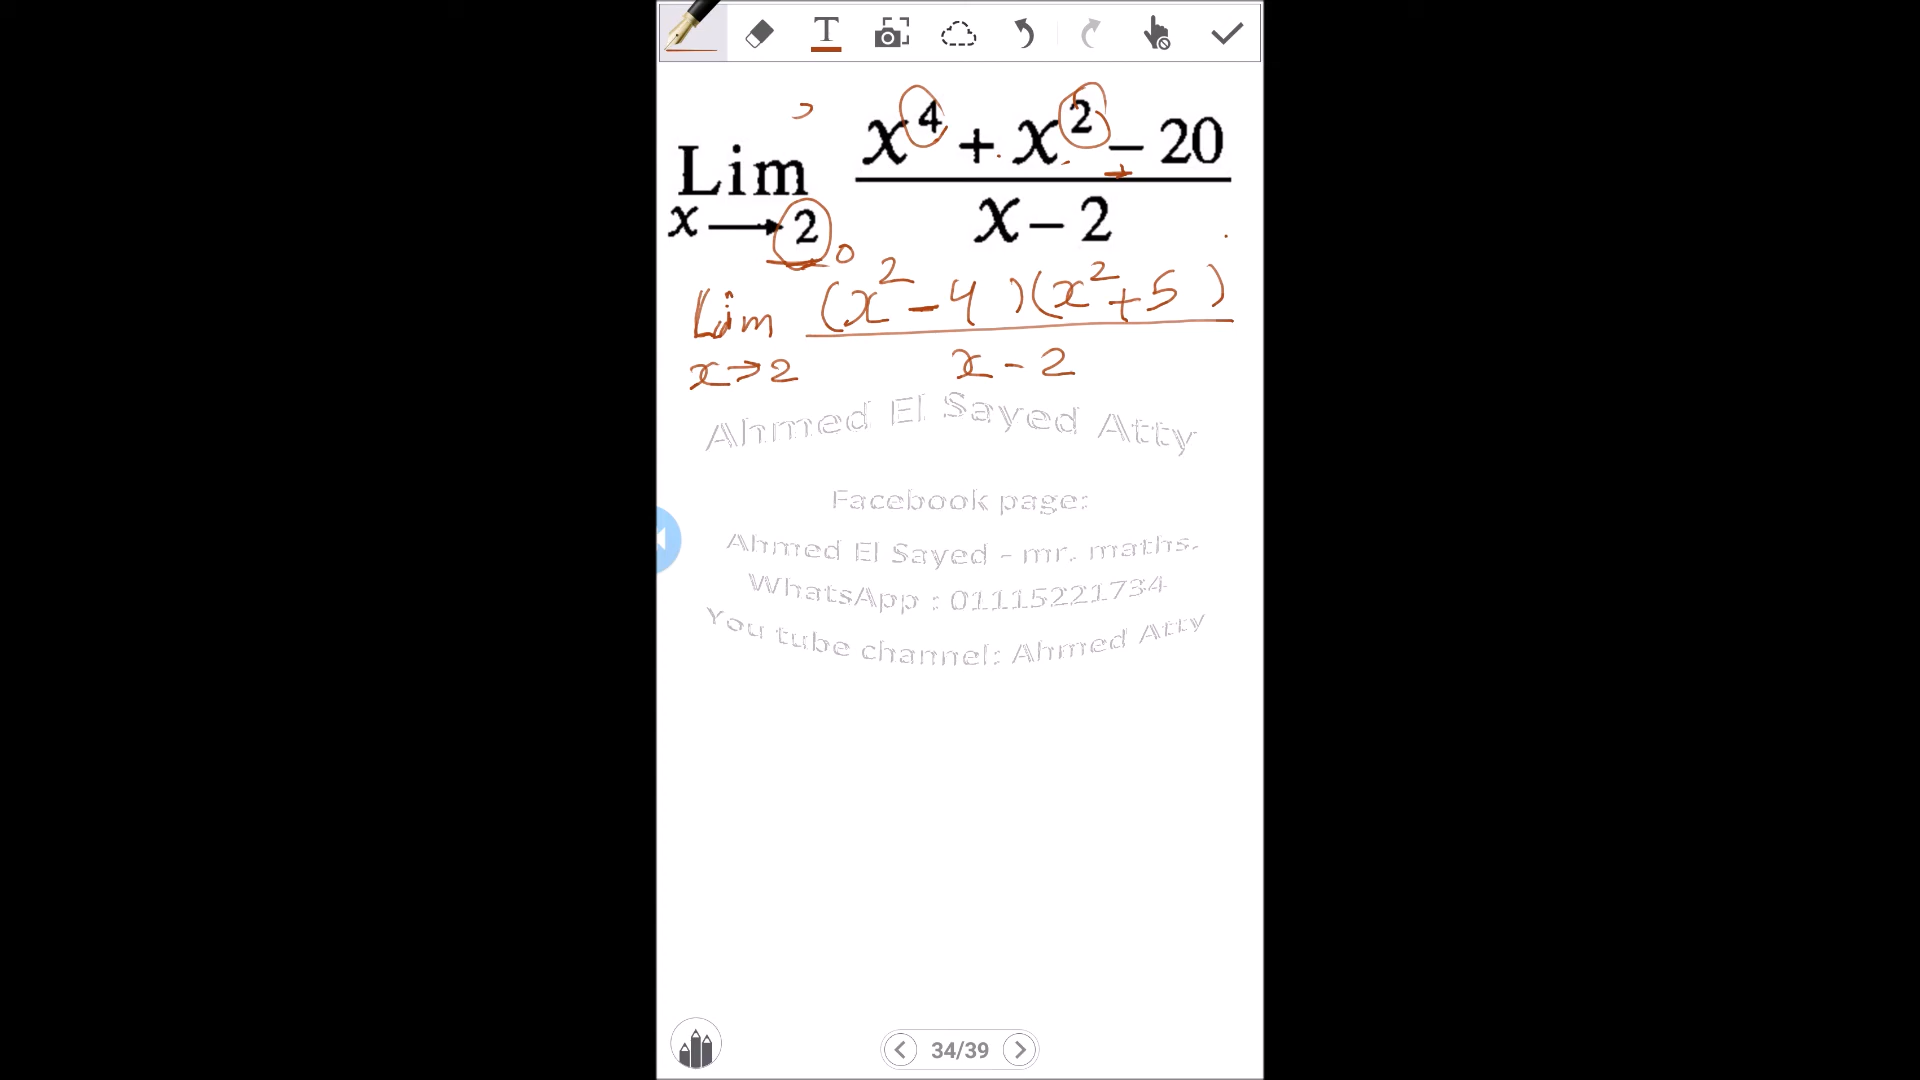 T
Lim x→2 (x⁴ + x² − 20)/(x − 2)
Lim x→2 ((x² − 4)(x² + 5))/(x − 2)
Ahmed El Sayed Atty
Facebook page:
Ahmed El Sayed - mr. maths.
WhatsApp : 01115221734
You tube channel: Ahmed Atty
34/39